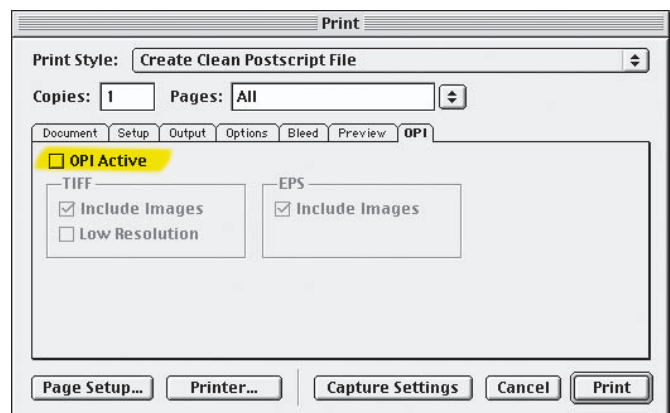 Print
Print Style: Create Clean Postscript File
Copies: 1 Pages: All
Document Setup Output Options Bleed Preview OPI
OPI Active
TIFF EPS
Include Images Include Images
Low Resolution
Page Setup... Printer... Capture Settings Cancel Print